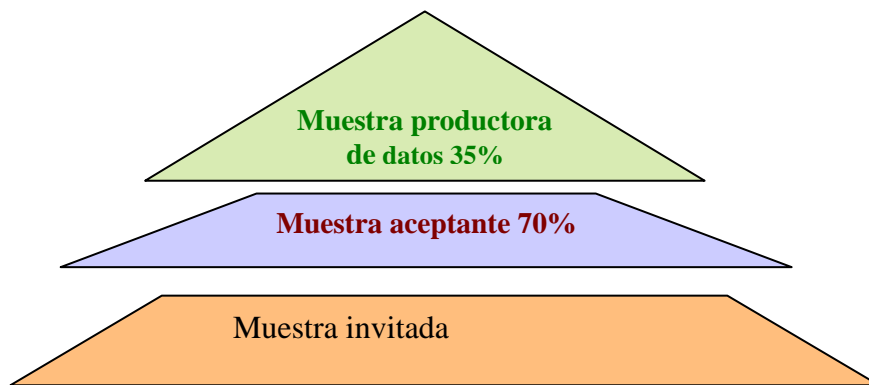 Muestra productora
de datos 35%
Muestra aceptante 70%
Muestra invitada